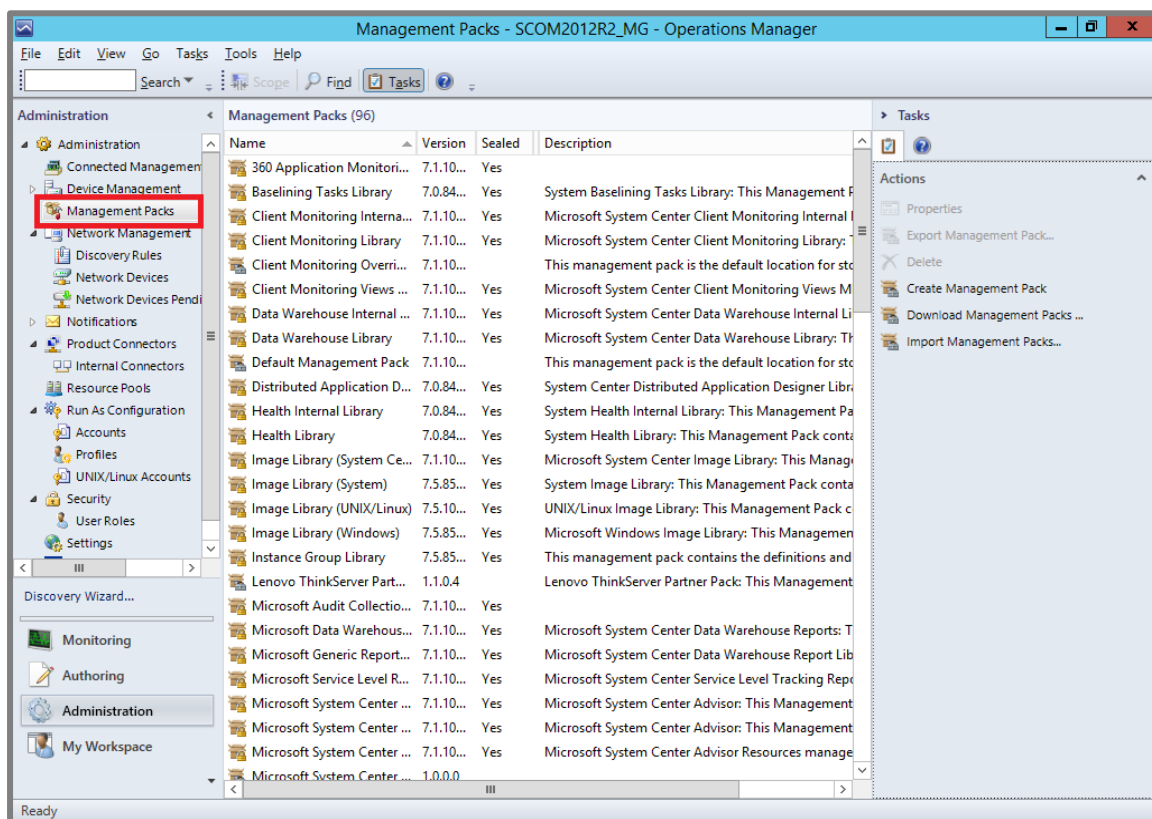 Management Packs - SCOM2012R2_MG - Operations Manager
File Edit View Go Tasks Tools Help
Search Scope Find Tasks
Administration
Administration
Connected Managemen
Device Management
Management Packs
Network Management
Discovery Rules
Network Devices
Network Devices Pendi
Notifications
Product Connectors
Internal Connectors
Resource Pools
Run As Configuration
Accounts
Profiles
UNIX/Linux Accounts
Security
User Roles
Settings
Discovery Wizard...
Monitoring
Authoring
Administration
My Workspace
Management Packs (96)
Name Version Sealed Description
360 Application Monitori... 7.1.10... Yes
Baselining Tasks Library 7.0.84... Yes System Baselining Tasks Library: This Management P
Client Monitoring Interna... 7.1.10... Yes Microsoft System Center Client Monitoring Internal
Client Monitoring Library 7.1.10... Yes Microsoft System Center Client Monitoring Library: T
Client Monitoring Overri... 7.1.10... This management pack is the default location for sto
Client Monitoring Views ... 7.1.10... Yes Microsoft System Center Client Monitoring Views M
Data Warehouse Internal ... 7.1.10... Yes Microsoft System Center Data Warehouse Internal Li
Data Warehouse Library 7.1.10... Yes Microsoft System Center Data Warehouse Library: Th
Default Management Pack 7.1.10... This management pack is the default location for sto
Distributed Application D... 7.0.84... Yes System Center Distributed Application Designer Libra
Health Internal Library 7.0.84... Yes System Health Internal Library: This Management Pa
Health Library 7.0.84... Yes System Health Library: This Management Pack conta
Image Library (System Ce... 7.1.10... Yes Microsoft System Center Image Library: This Manage
Image Library (System) 7.5.85... Yes System Image Library: This Management Pack conta
Image Library (UNIX/Linux) 7.5.10... Yes UNIX/Linux Image Library: This Management Pack c
Image Library (Windows) 7.5.85... Yes Microsoft Windows Image Library: This Managemen
Instance Group Library 7.5.85... Yes This management pack contains the definitions and
Lenovo ThinkServer Part... 1.1.0.4 Lenovo ThinkServer Partner Pack: This Management
Microsoft Audit Collectio... 7.1.10... Yes
Microsoft Data Warehous... 7.1.10... Yes Microsoft System Center Data Warehouse Reports: T
Microsoft Generic Report... 7.1.10... Yes Microsoft System Center Data Warehouse Report Lib
Microsoft Service Level R... 7.1.10... Yes Microsoft System Center Service Level Tracking Repo
Microsoft System Center ... 7.1.10... Yes Microsoft System Center Advisor: This Management
Microsoft System Center ... 7.1.10... Yes Microsoft System Center Advisor: This Management
Microsoft System Center ... 7.1.10... Yes Microsoft System Center Advisor Resources manage
Microsoft System Center ... 1.0.0.0
Tasks
Actions
Properties
Export Management Pack...
Delete
Create Management Pack
Download Management Packs ...
Import Management Packs...
Ready